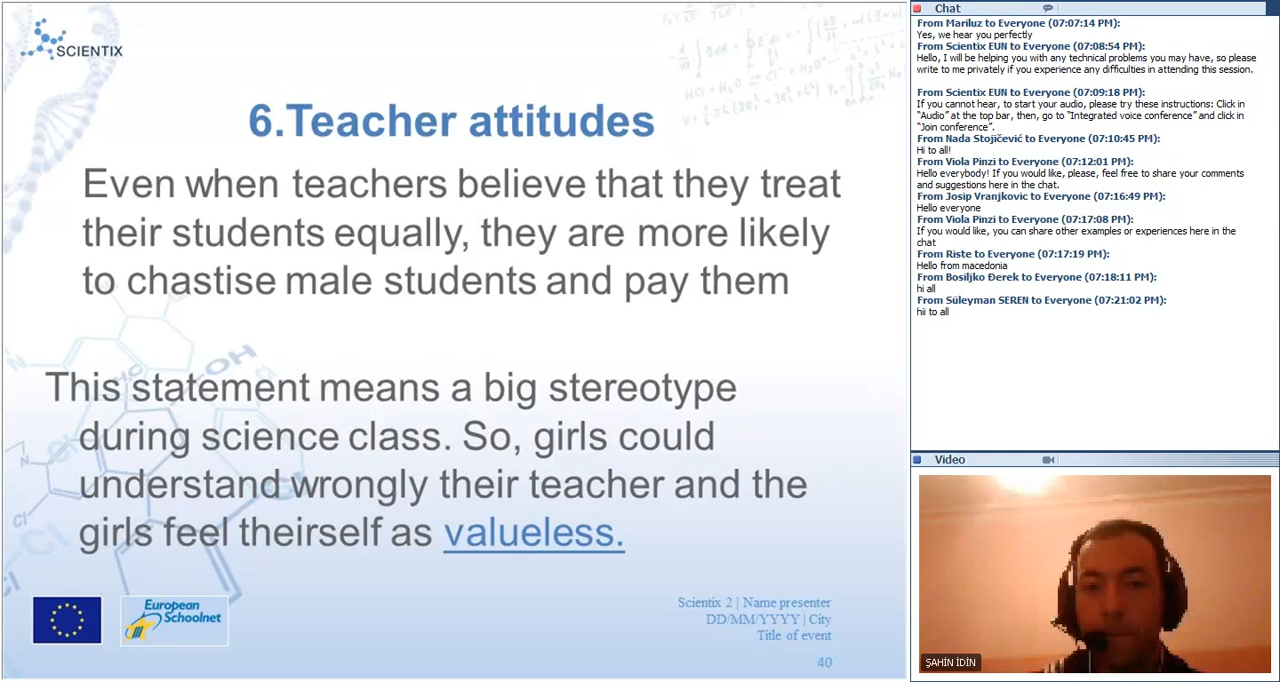 SCIENTIX
6.Teacher attitudes
Even when teachers believe that they treat
their students equally, they are more likely
to chastise male students and pay them
This statement means a big stereotype
during science class. So, girls could
understand wrongly their teacher and the
girls feel theirself as valueless.
European
Schoolnet
Scientix 2 | Name presenter
DD/MM/YYYY | City
Title of event
40
Chat
From Mariluz to Everyone (07:07:14 PM):
Yes, we hear you perfectly
From Scientix EUN to Everyone (07:08:54 PM):
Hello, I will be helping you with any technical problems you may have, so please
write to me privately if you experience any difficulties in attending this session.
From Scientix EUN to Everyone (07:09:18 PM):
If you cannot hear, to start your audio, please try these instructions: Click in
"Audio" at the top bar, then, go to "Integrated voice conference" and click in
"Join conference".
From Nada Stojičević to Everyone (07:10:45 PM):
Hi to all!
From Viola Pinzi to Everyone (07:12:01 PM):
Hello everybody! If you would like, please, feel free to share your comments
and suggestions here in the chat.
From Josip Vranjkovic to Everyone (07:16:49 PM):
Hello everyone
From Viola Pinzi to Everyone (07:17:08 PM):
If you would like, you can share other examples or experiences here in the
chat
From Riste to Everyone (07:17:19 PM):
Hello from macedonia
From Bosiljko Đerek to Everyone (07:18:11 PM):
hi all
From Süleyman SEREN to Everyone (07:21:02 PM):
hii to all
Video
ŞAHİN İDİN